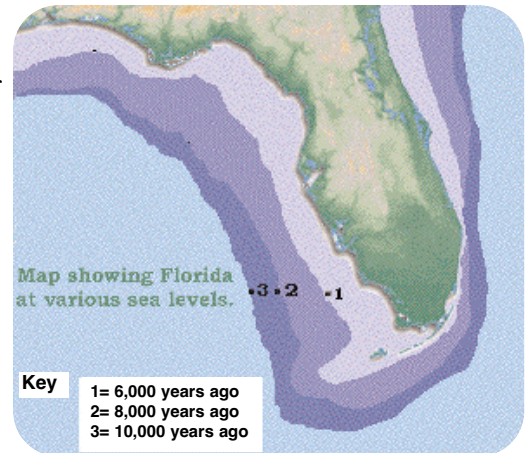 Map showing Florida
at various sea levels.
3 2 1
Key
1= 6,000 years ago
2= 8,000 years ago
3= 10,000 years ago